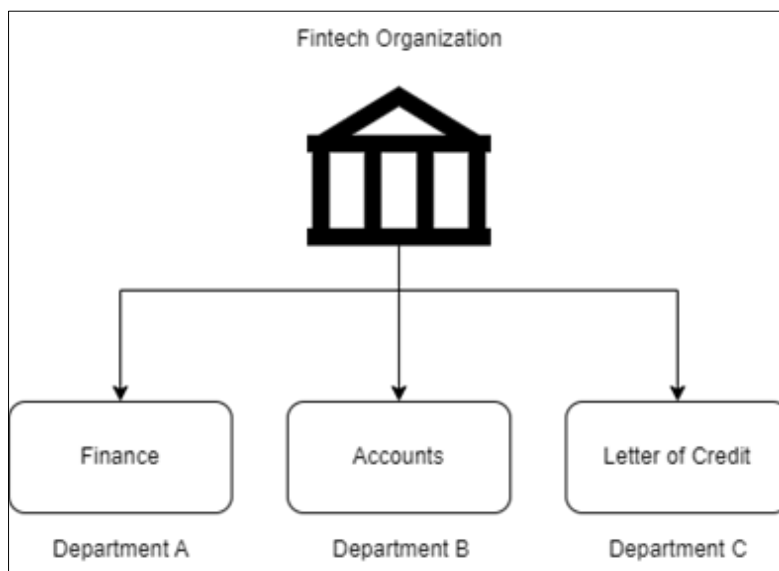 Fintech Organization
Finance
Accounts
Letter of Credit
Department A
Department B
Department C